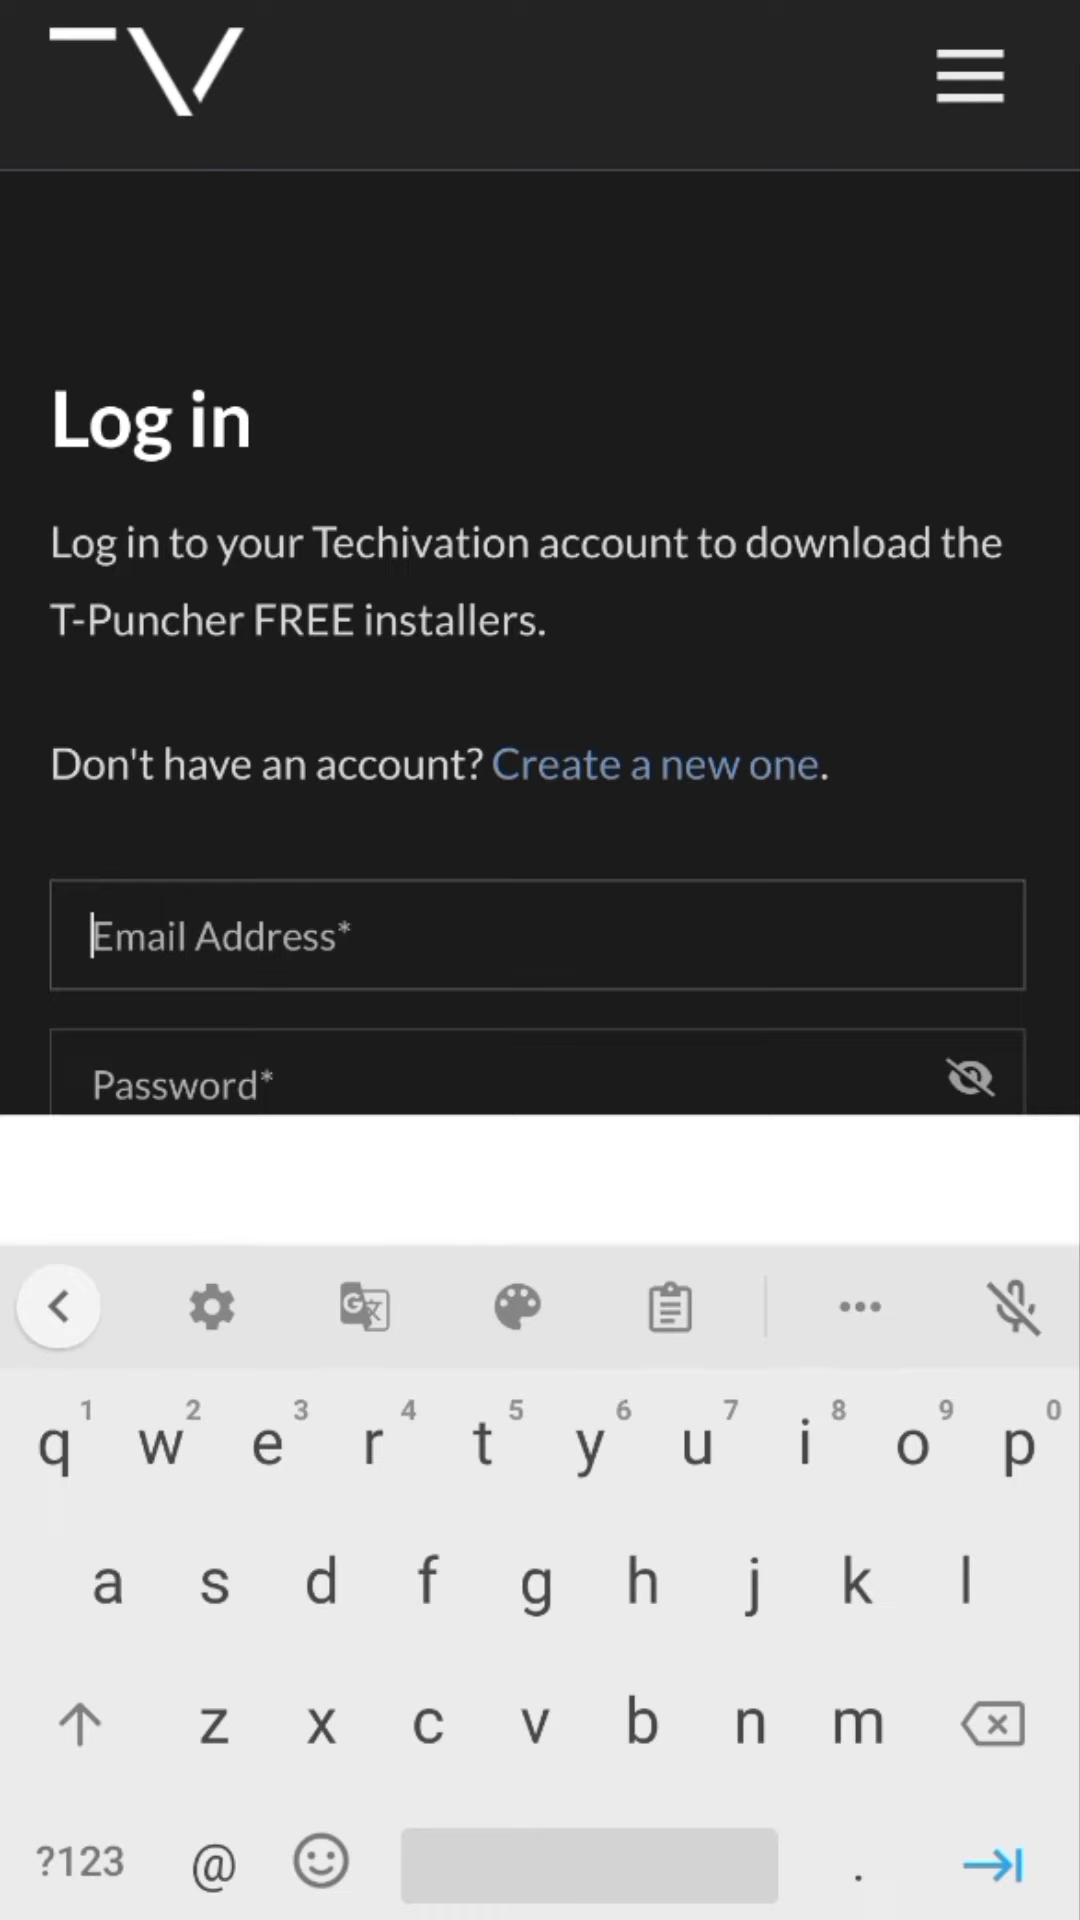 Log in
Log in to your Techivation account to download the
T-Puncher FREE installers.
Don't have an account? Create a new one.
Email Address*
Password*
1 2 3 4 5 6 7 8 9 0
q w e r t y u i o p
a s d f g h j k l
z x c v b n m
?123 @ .